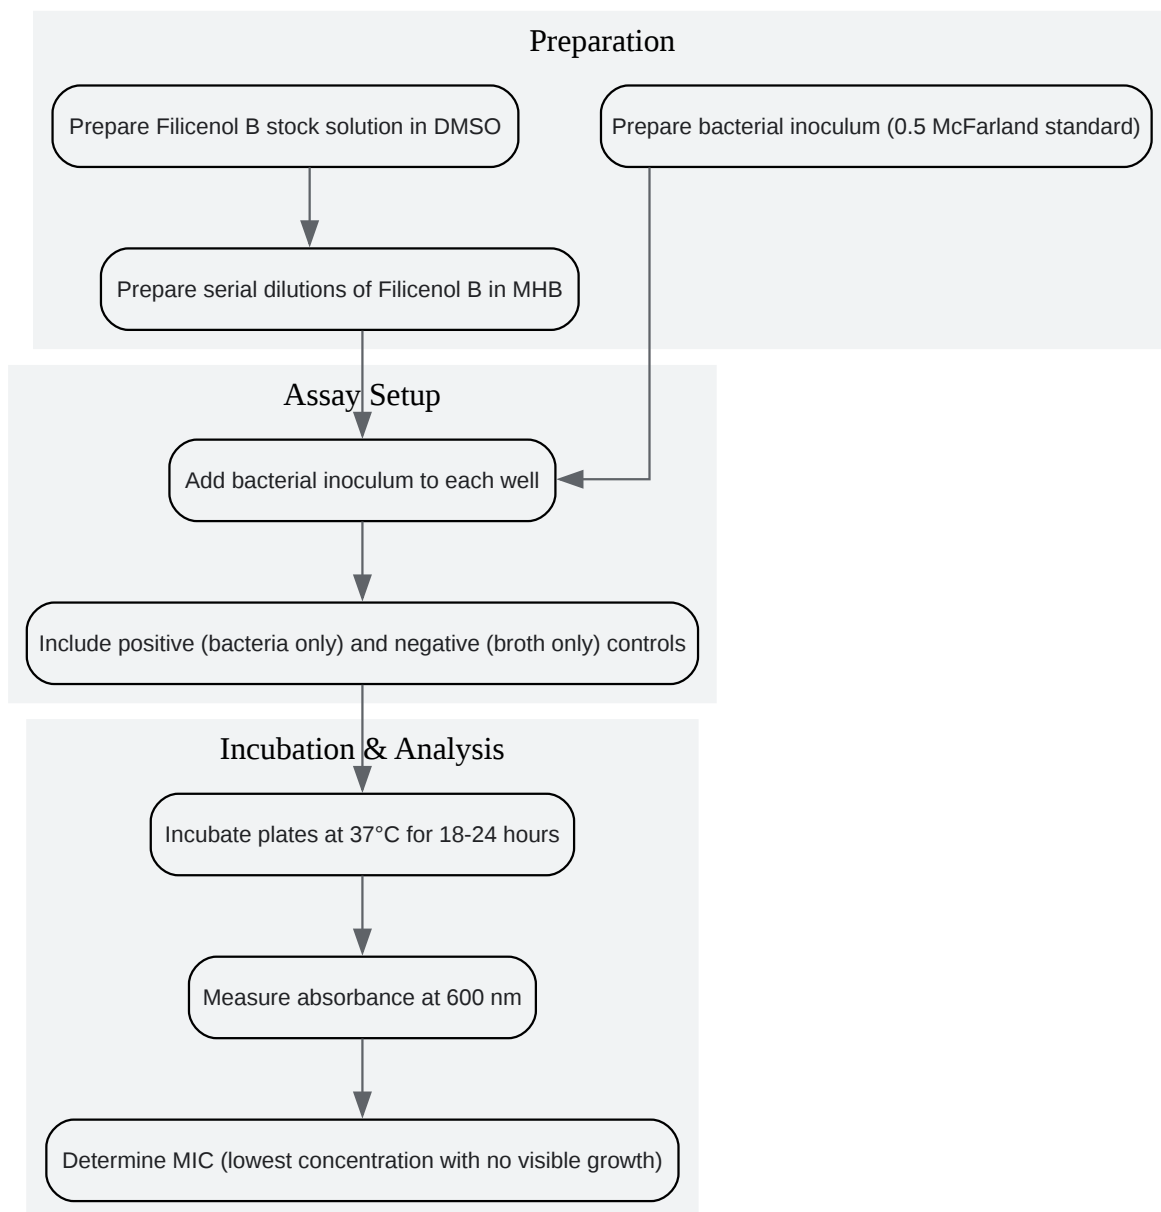 Preparation
Prepare Filicenol B stock solution in DMSO
Prepare bacterial inoculum (0.5 McFarland standard)
Prepare serial dilutions of Filicenol B in MHB
Assay Setup
Add bacterial inoculum to each well
Include positive (bacteria only) and negative (broth only) controls
Incubation & Analysis
Incubate plates at 37°C for 18-24 hours
Measure absorbance at 600 nm
Determine MIC (lowest concentration with no visible growth)